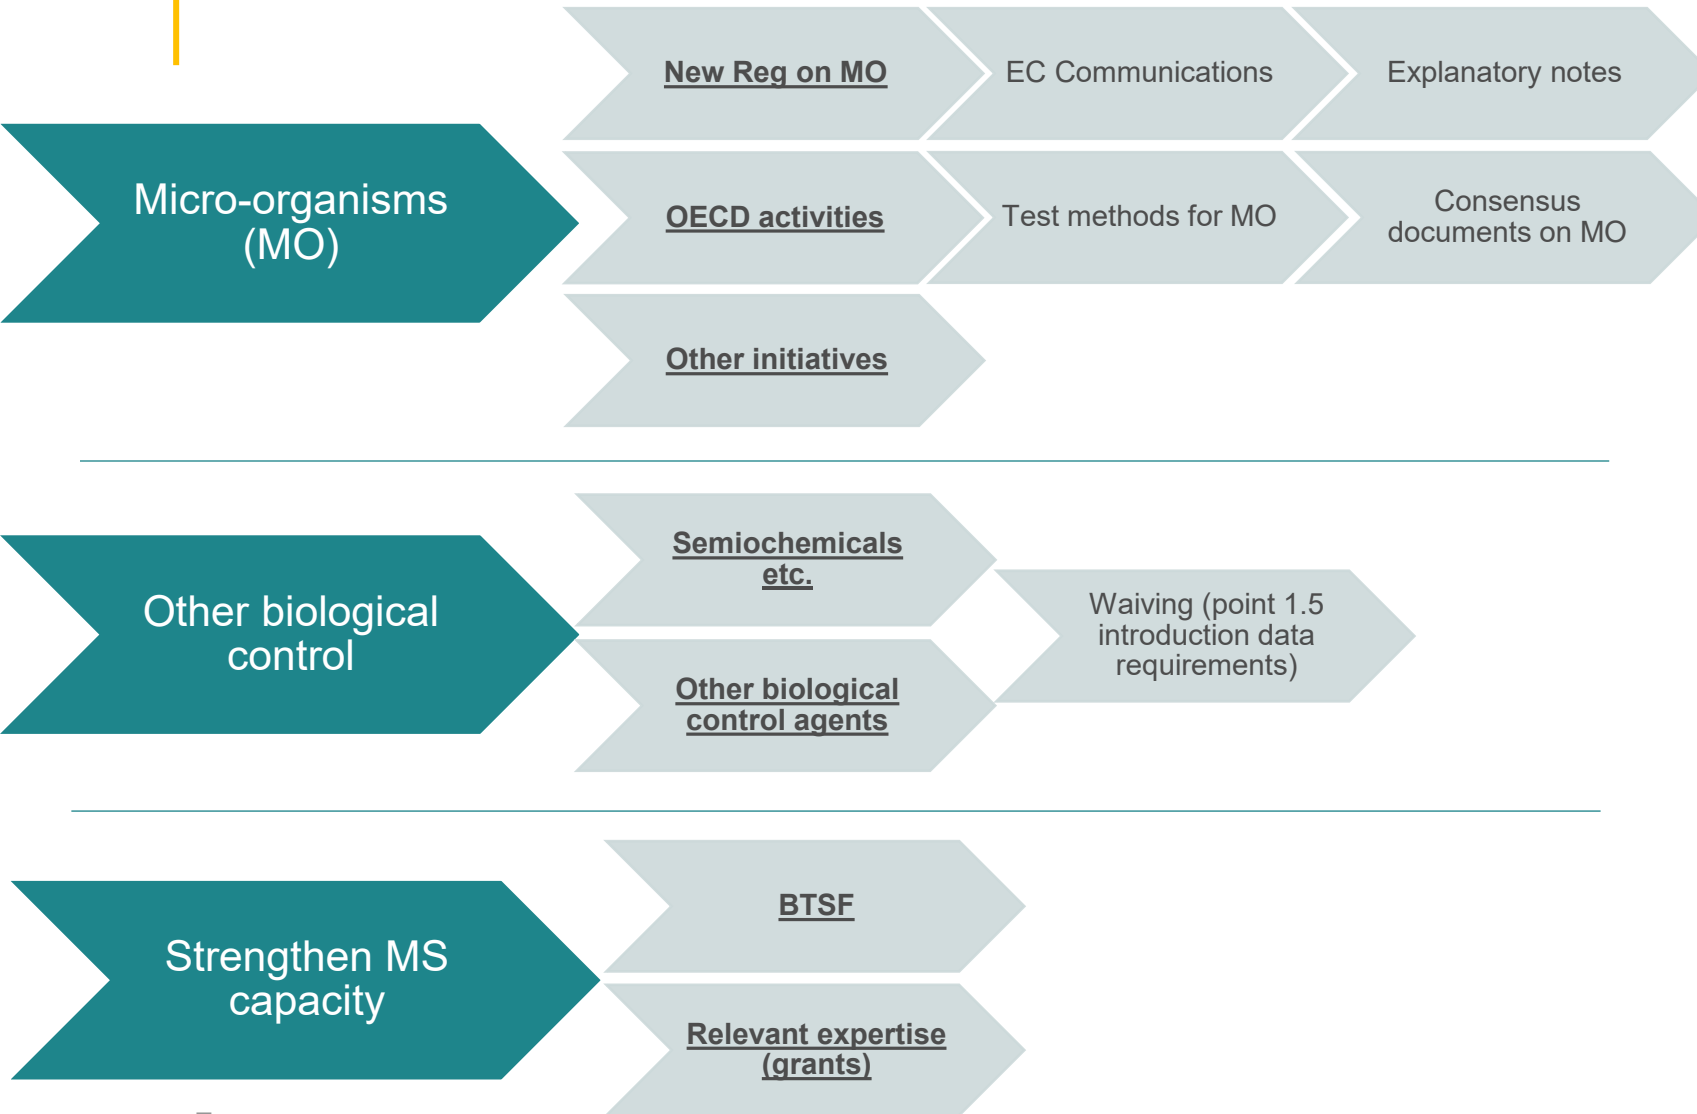 New Reg on MO
EC Communications
Explanatory notes
Micro-organisms
(MO)
OECD activities
Test methods for MO
Consensus
documents on MO
Other initiatives
Other biological
control
Semiochemicals
etc.
Other biological
control agents
Waiving (point 1.5
introduction data
requirements)
Strengthen MS
capacity
BTSF
Relevant expertise
(grants)